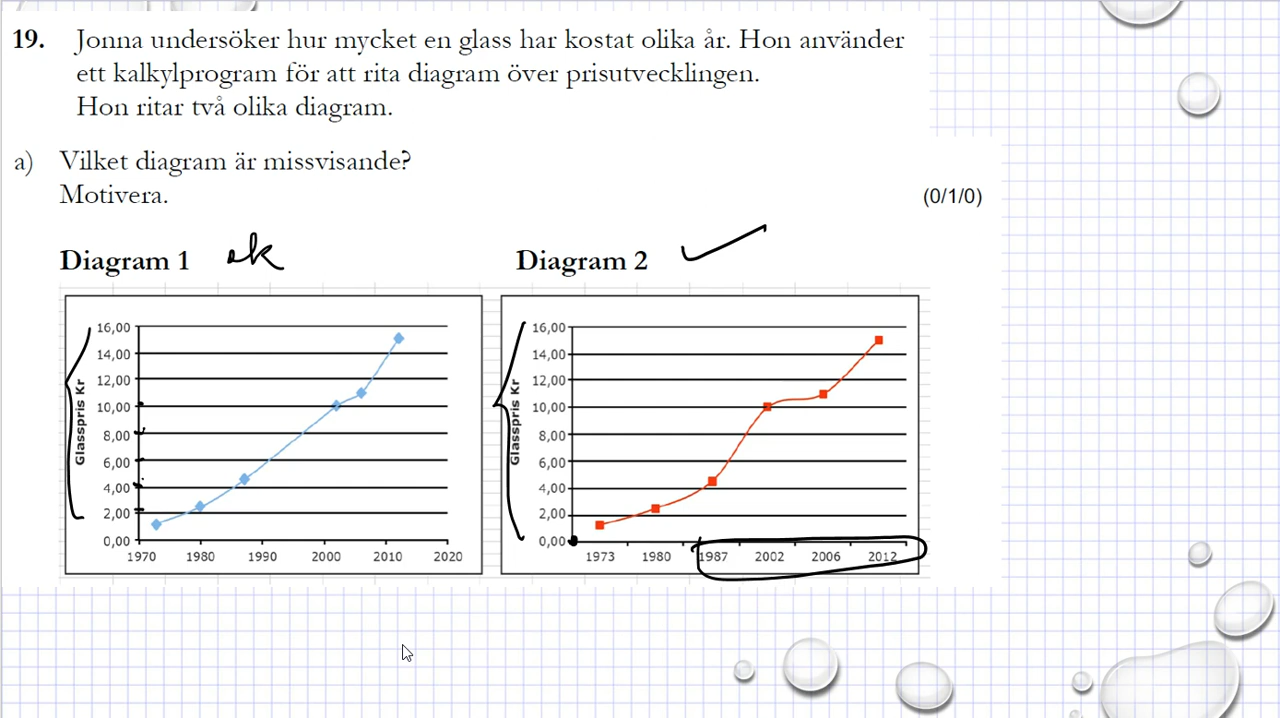 19. Jonna undersöker hur mycket en glass har kostat olika år. Hon använder
ett kalkylprogram för att rita diagram över prisutvecklingen.
Hon ritar två olika diagram.
a) Vilket diagram är missvisande?
Motivera. (0/1/0)
Diagram 1 ok
16,00
14,00
12,00
10,00
8,00
6,00
4,00
2,00
0,00
Glasspris Kr
1970 1980 1990 2000 2010 2020
Diagram 2
16,00
14,00
12,00
10,00
8,00
6,00
4,00
2,00
0,00
Glasspris Kr
1973 1980 1987 2002 2006 2012